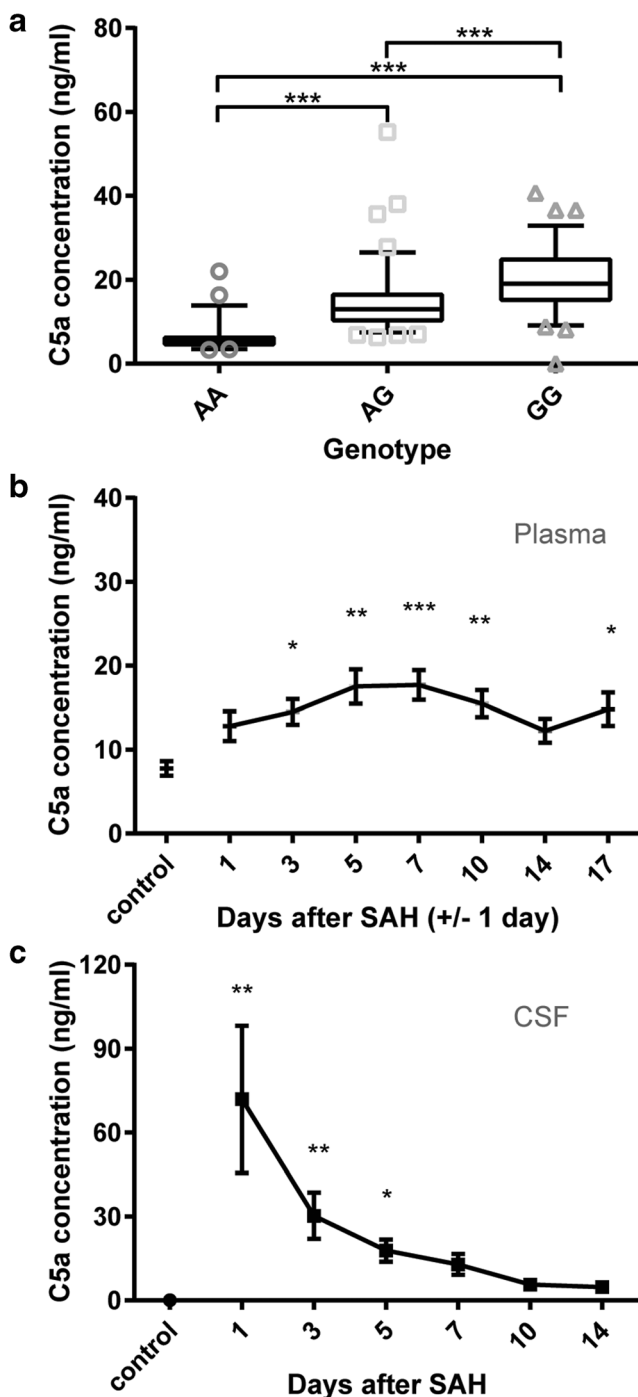 a
C5a concentration (ng/ml)
80
60
40
20
0
***
***
***
AA
AG
GG
Genotype
b
C5a concentration (ng/ml)
40
30
20
10
0
Plasma
*
**
***
**
*
control
1
3
5
7
10
14
17
Days after SAH (+/- 1 day)
c
C5a concentration (ng/ml)
120
90
60
30
0
CSF
**
**
*
control
1
3
5
7
10
14
Days after SAH